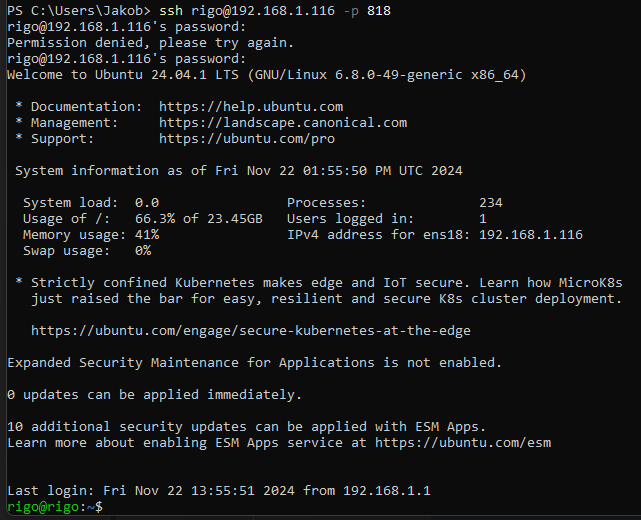 PS C:\Users\Jakob> ssh rigo@192.168.1.116 -p 818
rigo@192.168.1.116's password:
Permission denied, please try again.
rigo@192.168.1.116's password:
Welcome to Ubuntu 24.04.1 LTS (GNU/Linux 6.8.0-49-generic x86_64)

 * Documentation:  https://help.ubuntu.com
 * Management:     https://landscape.canonical.com
 * Support:        https://ubuntu.com/pro

 System information as of Fri Nov 22 01:55:50 PM UTC 2024

  System load:  0.0                Processes:              234
  Usage of /:   66.3% of 23.45GB   Users logged in:        1
  Memory usage: 41%                IPv4 address for ens18: 192.168.1.116
  Swap usage:   0%

 * Strictly confined Kubernetes makes edge and IoT secure. Learn how MicroK8s
   just raised the bar for easy, resilient and secure K8s cluster deployment.

   https://ubuntu.com/engage/secure-kubernetes-at-the-edge

Expanded Security Maintenance for Applications is not enabled.

0 updates can be applied immediately.

10 additional security updates can be applied with ESM Apps.
Learn more about enabling ESM Apps service at https://ubuntu.com/esm


Last login: Fri Nov 22 13:55:51 2024 from 192.168.1.1
rigo@rigo:~$